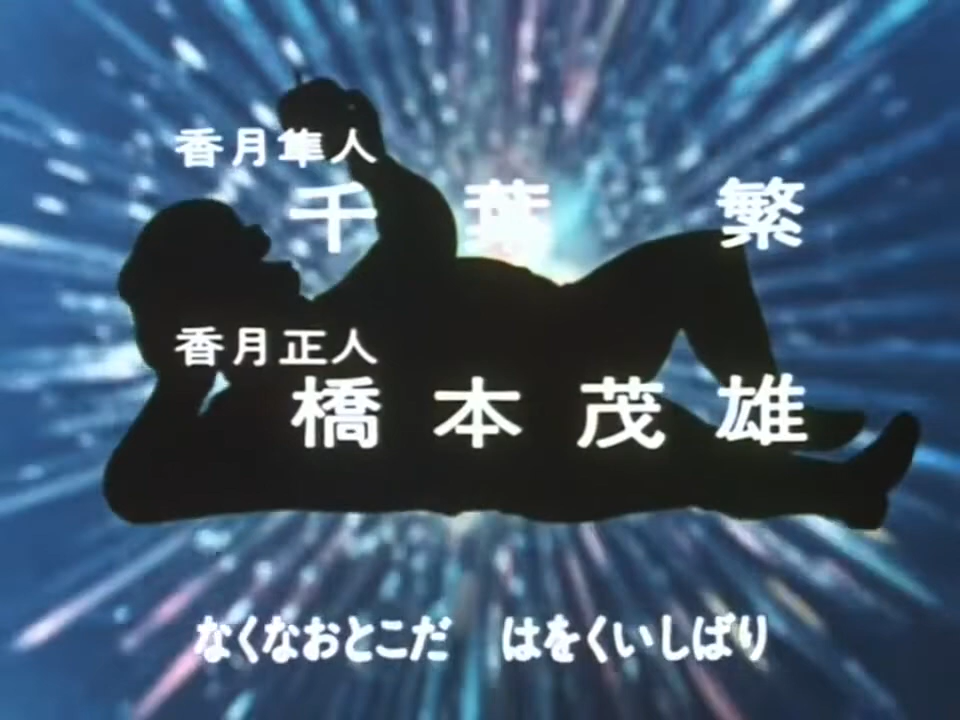 香月隼人
千葉 繁
香月正人
橋本茂雄
なくなおとこだ はをくいしばり